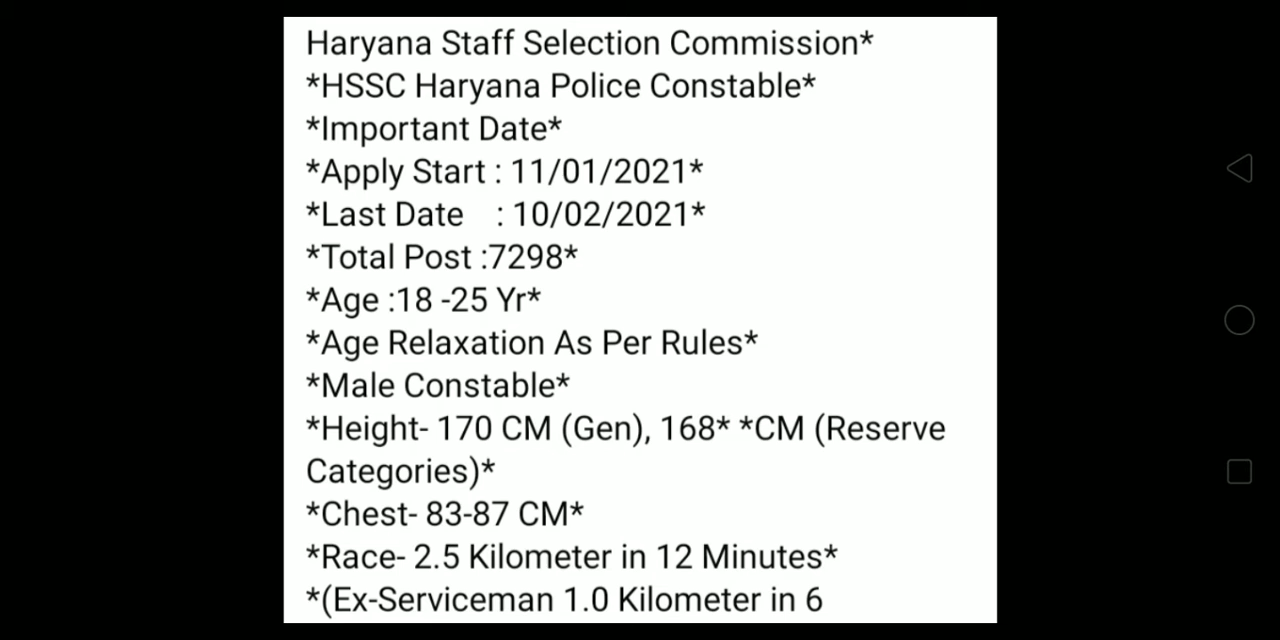 Haryana Staff Selection Commission*
*HSSC Haryana Police Constable*
*Important Date*
*Apply Start : 11/01/2021*
*Last Date    : 10/02/2021*
*Total Post :7298*
*Age :18 -25 Yr*
*Age Relaxation As Per Rules*
*Male Constable*
*Height- 170 CM (Gen), 168* *CM (Reserve
Categories)*
*Chest- 83-87 CM*
*Race- 2.5 Kilometer in 12 Minutes*
*(Ex-Serviceman 1.0 Kilometer in 6